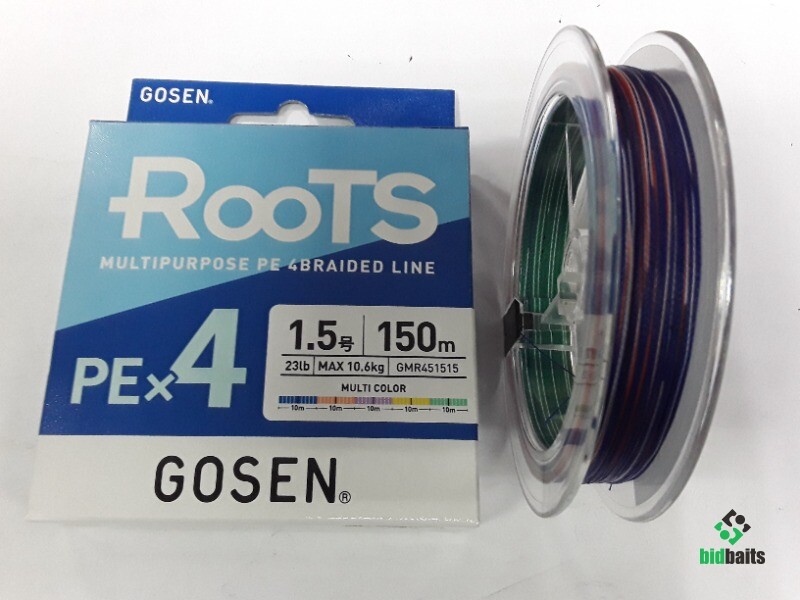 GOSEN®
ROOTS
MULTIPURPOSE PE 4BRAIDED LINE
PE×4
1.5号 150m
23lb MAX 10.6kg GMR451515
MULTI COLOR
10m 10m 10m 10m 10m
GOSEN®
bidbaits